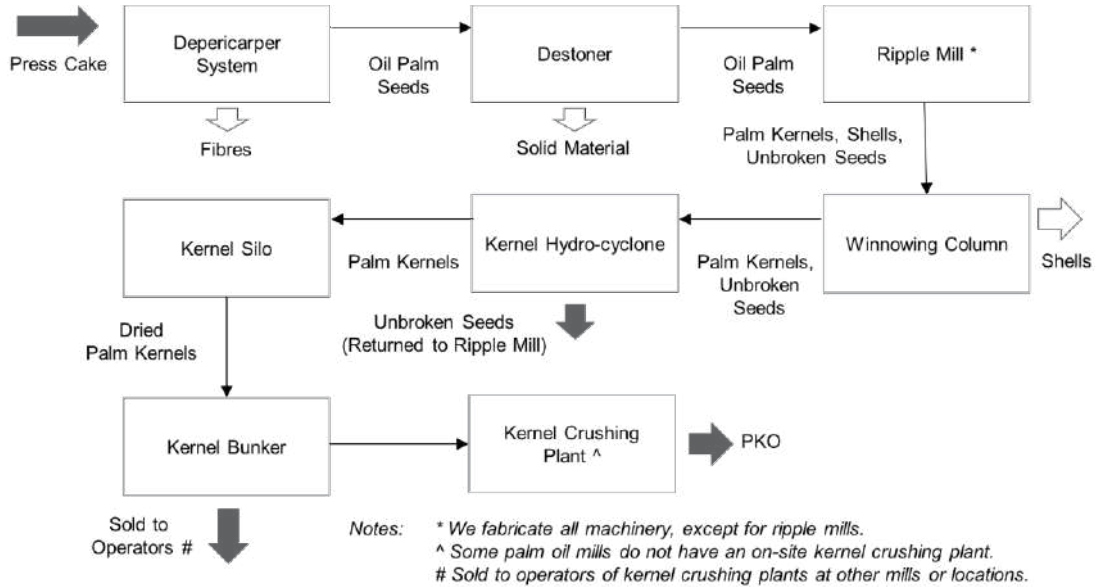 Press Cake
Depericarper
System
Oil Palm
Seeds
Destoner
Oil Palm
Seeds
Ripple Mill *
Fibres
Solid Material
Palm Kernels, Shells,
Unbroken Seeds
Kernel Silo
Palm Kernels
Kernel Hydro-cyclone
Palm Kernels,
Unbroken
Seeds
Winnowing Column
Shells
Unbroken Seeds
(Returned to Ripple Mill)
Dried
Palm Kernels
Kernel Bunker
Kernel Crushing
Plant ^
PKO
Sold to
Operators #
Notes: * We fabricate all machinery, except for ripple mills.
^ Some palm oil mills do not have an on-site kernel crushing plant.
# Sold to operators of kernel crushing plants at other mills or locations.